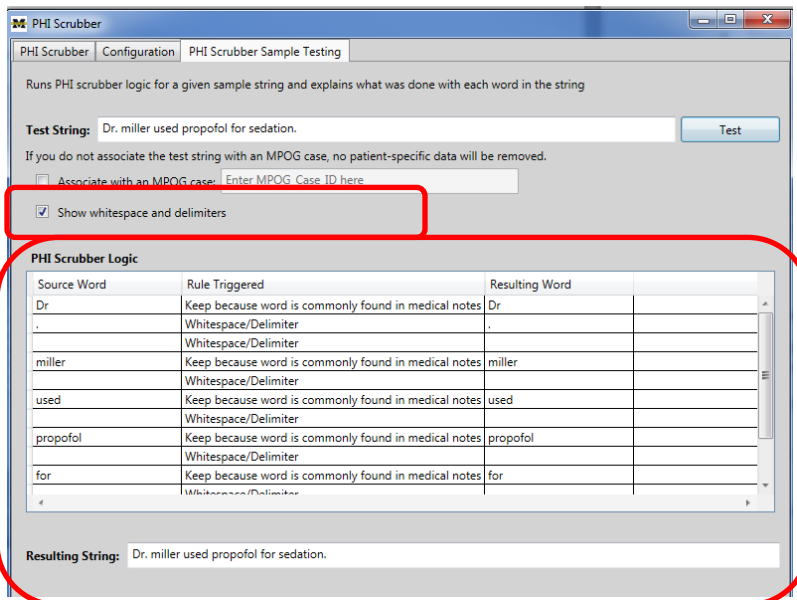 M PHI Scrubber
PHI Scrubber Configuration PHI Scrubber Sample Testing
Runs PHI scrubber logic for a given sample string and explains what was done with each word in the string
Test String: Dr. miller used propofol for sedation. Test
If you do not associate the test string with an MPOG case, no patient-specific data will be removed.
Associate with an MPOG case: Enter MPOG Case ID here
Show whitespace and delimiters
PHI Scrubber Logic
Source Word Rule Triggered Resulting Word
Dr Keep because word is commonly found in medical notes Dr
. Whitespace/Delimiter .
Whitespace/Delimiter
miller Keep because word is commonly found in medical notes miller
Whitespace/Delimiter
used Keep because word is commonly found in medical notes used
Whitespace/Delimiter
propofol Keep because word is commonly found in medical notes propofol
Whitespace/Delimiter
for Keep because word is commonly found in medical notes for
Whitespace/Delimiter
Resulting String: Dr. miller used propofol for sedation.